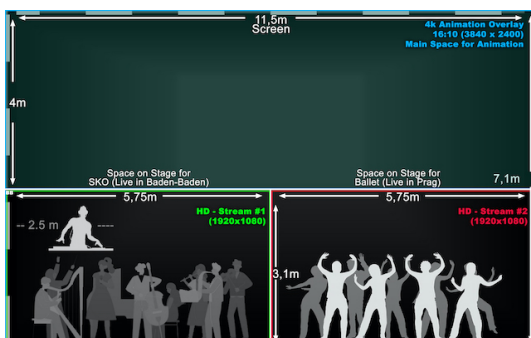 11,5m
Screen
4k Animation Overlay
16:10 (3840 x 2400)
Main Space for Animation
4m
7,1m
Space on Stage for
SKO (Live in Baden-Baden)
Space on Stage for
Ballet (Live in Prag)
5,75m
5,75m
HD - Stream #1
(1920x1080)
HD - Stream #2
(1920x1080)
-- 2.5 m ----
3,1m